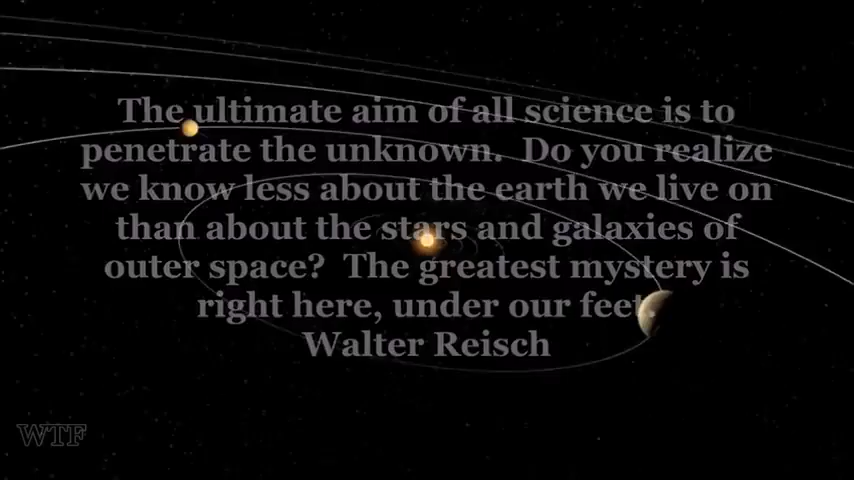 The ultimate aim of all science is to
penetrate the unknown.  Do you realize
we know less about the earth we live on
than about the stars and galaxies of
outer space?  The greatest mystery is
right here, under our feet.
Walter Reisch
WTF